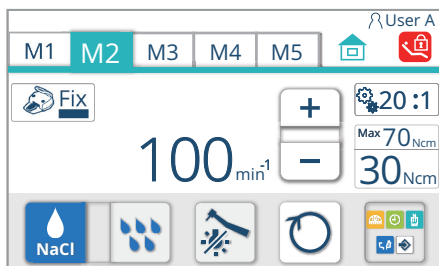 User A
M1 M2 M3 M4 M5
Fix
20 :1
100 min-1
+
−
Max 70 Ncm
30 Ncm
NaCl